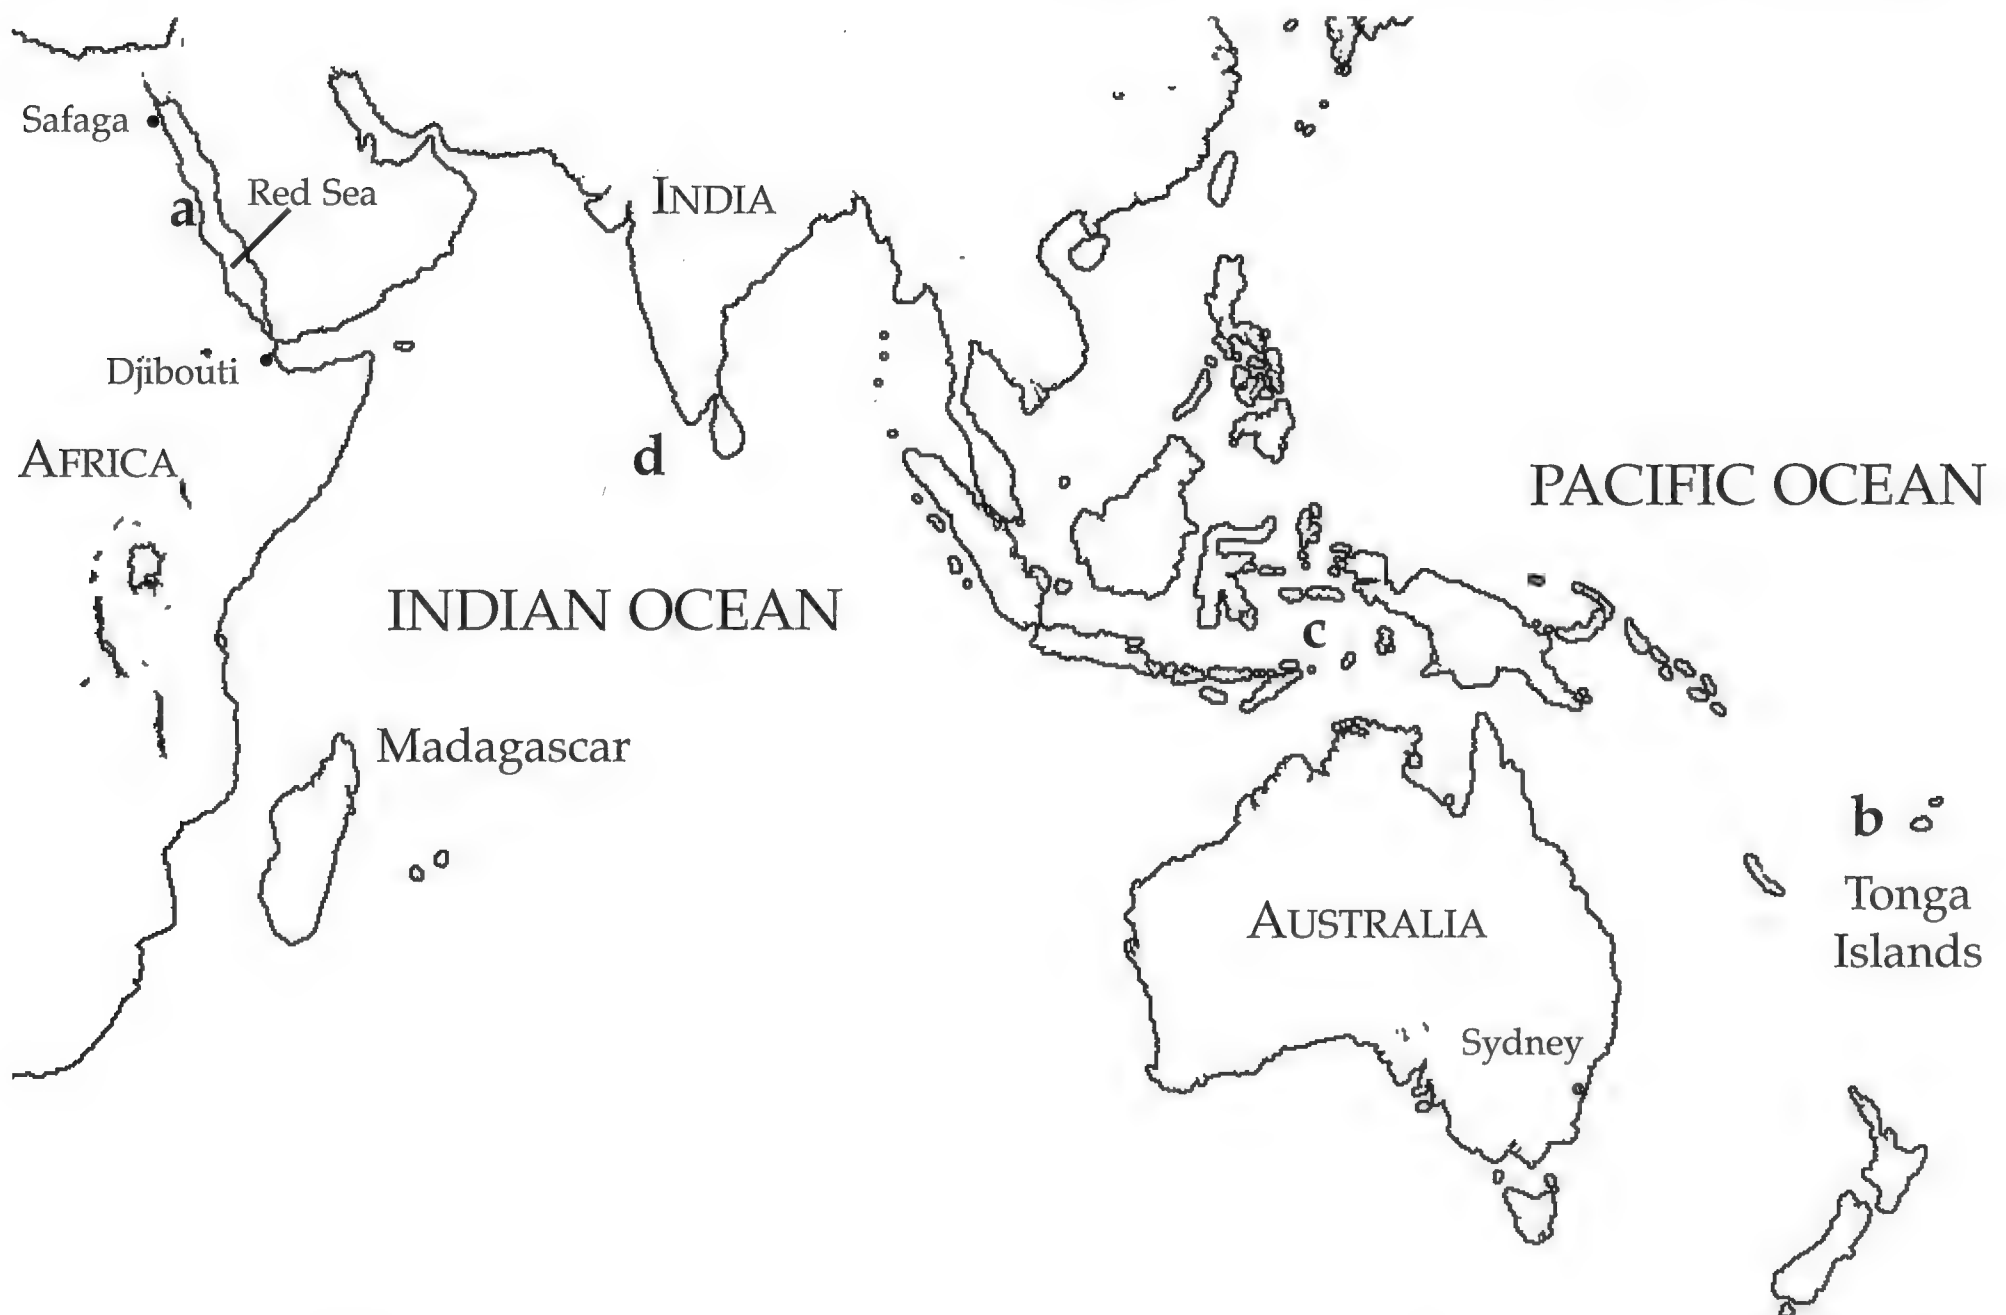 Safaga
a
Red Sea
INDIA
Djibouti
AFRICA
d
PACIFIC OCEAN
INDIAN OCEAN
c
Madagascar
b
Tonga
Islands
AUSTRALIA
Sydney